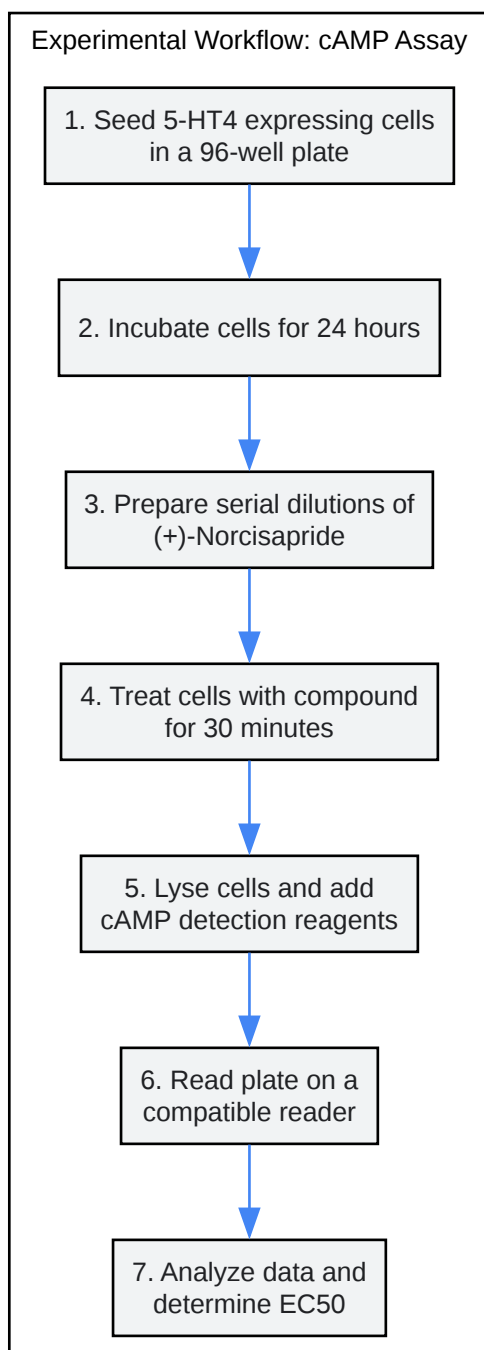 Experimental Workflow: cAMP Assay
1. Seed 5-HT4 expressing cells
in a 96-well plate
2. Incubate cells for 24 hours
3. Prepare serial dilutions of
(+)-Norcisapride
4. Treat cells with compound
for 30 minutes
5. Lyse cells and add
cAMP detection reagents
6. Read plate on a
compatible reader
7. Analyze data and
determine EC50